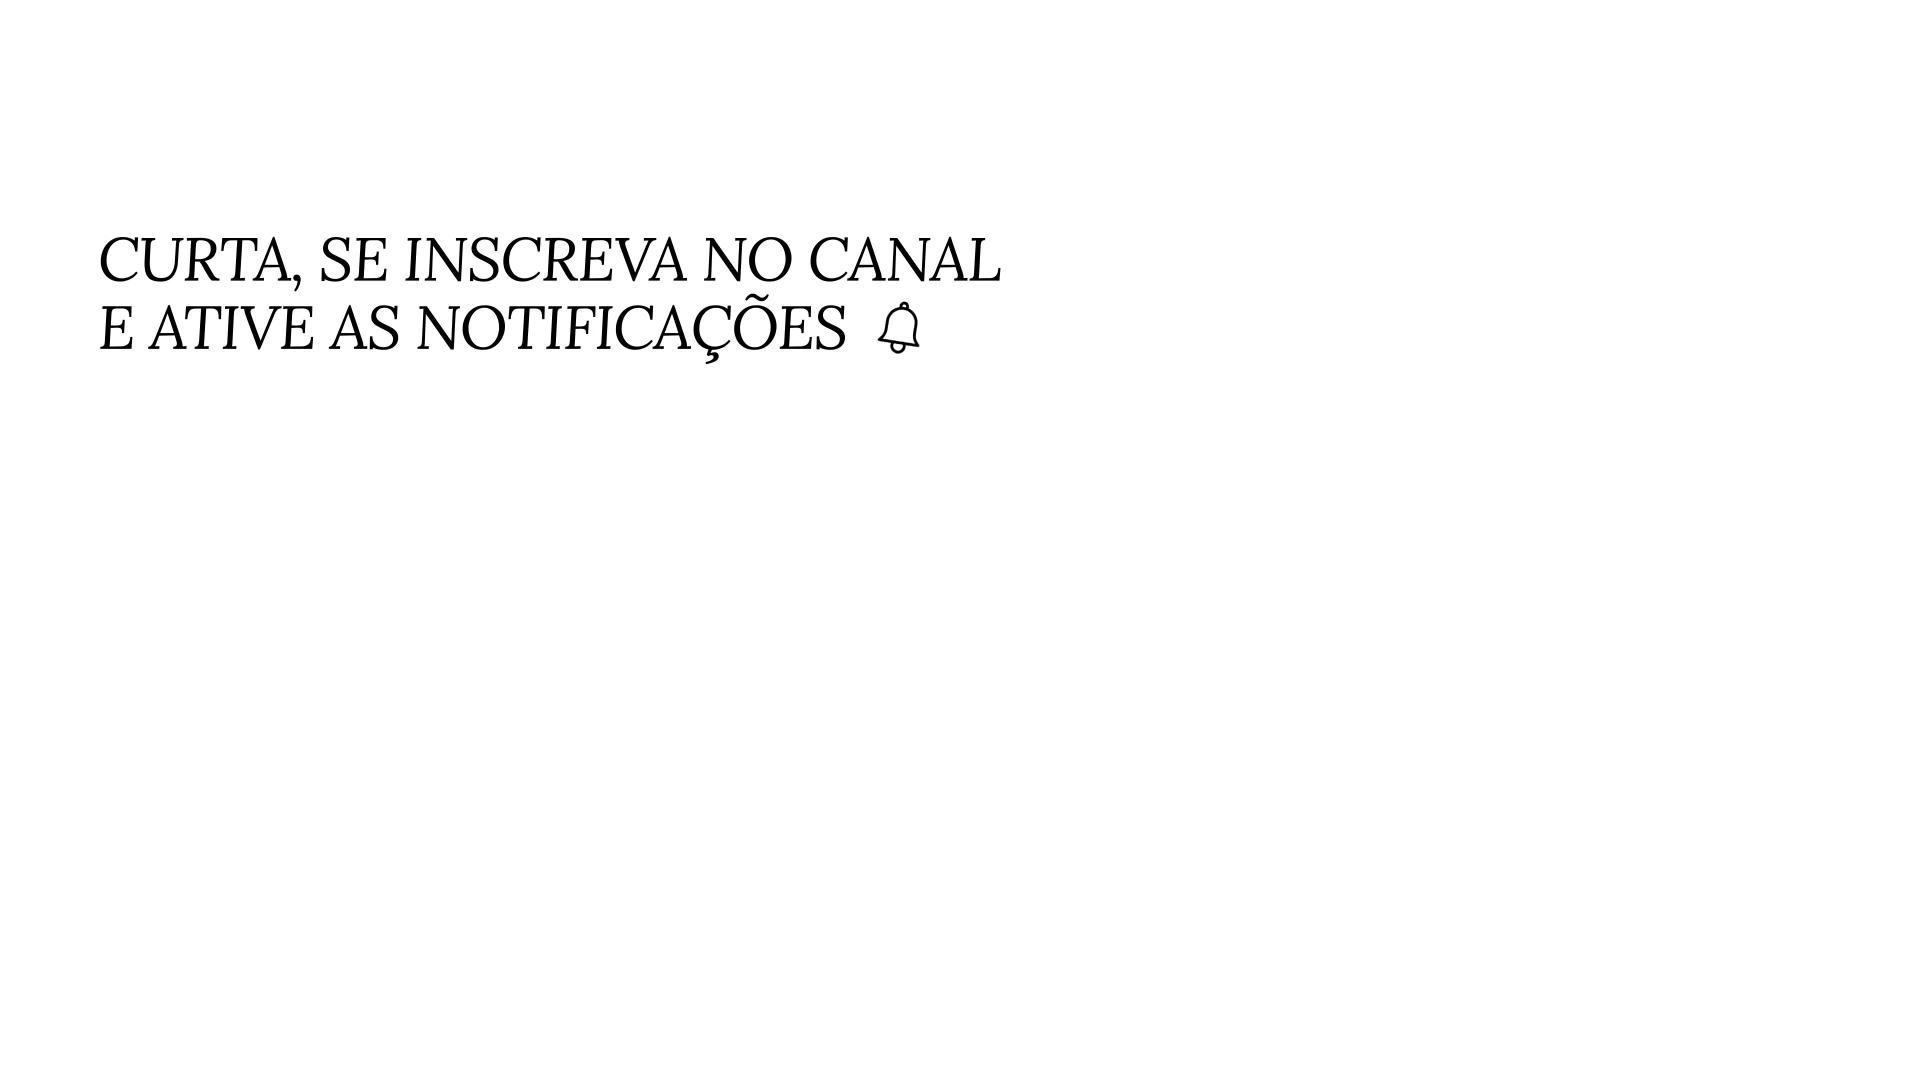 CURTA, SE INSCREVA NO CANAL
E ATIVE AS NOTIFICAÇÕES